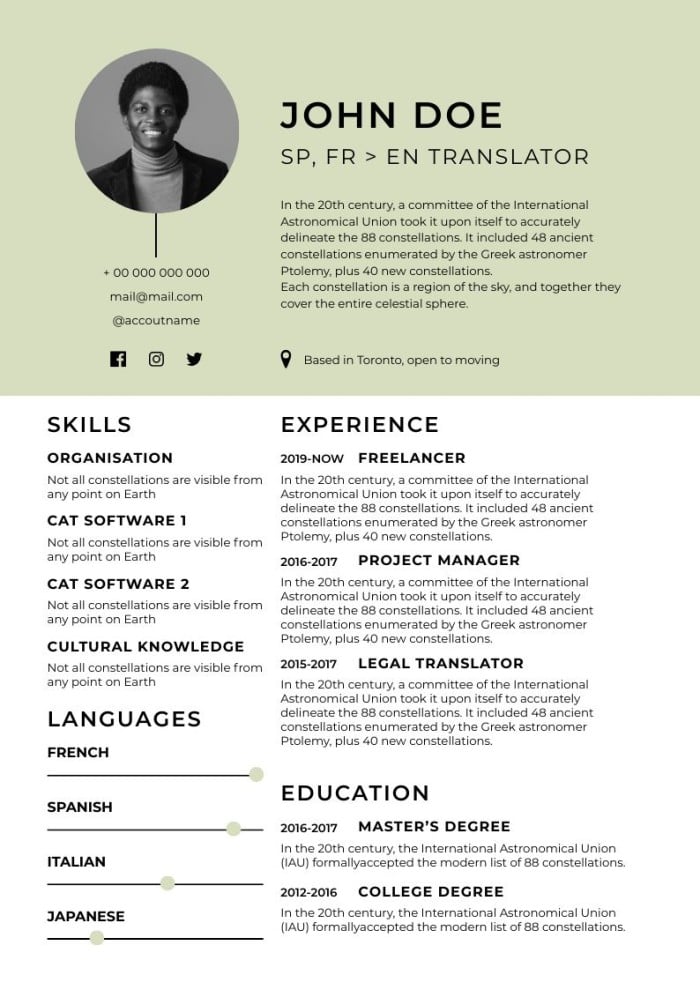 JOHN DOE
SP, FR > EN TRANSLATOR
In the 20th century, a committee of the International
Astronomical Union took it upon itself to accurately
delineate the 88 constellations. It included 48 ancient
constellations enumerated by the Greek astronomer
Ptolemy, plus 40 new constellations.
Each constellation is a region of the sky, and together they
cover the entire celestial sphere.
+ 00 000 000 000
mail@mail.com
@accoutname
Based in Toronto, open to moving
SKILLS
ORGANISATION
Not all constellations are visible from
any point on Earth
CAT SOFTWARE 1
Not all constellations are visible from
any point on Earth
CAT SOFTWARE 2
Not all constellations are visible from
any point on Earth
CULTURAL KNOWLEDGE
Not all constellations are visible from
any point on Earth
LANGUAGES
FRENCH
SPANISH
ITALIAN
JAPANESE
EXPERIENCE
2019-NOW FREELANCER
In the 20th century, a committee of the International
Astronomical Union took it upon itself to accurately
delineate the 88 constellations. It included 48 ancient
constellations enumerated by the Greek astronomer
Ptolemy, plus 40 new constellations.
2016-2017 PROJECT MANAGER
In the 20th century, a committee of the International
Astronomical Union took it upon itself to accurately
delineate the 88 constellations. It included 48 ancient
constellations enumerated by the Greek astronomer
Ptolemy, plus 40 new constellations.
2015-2017 LEGAL TRANSLATOR
In the 20th century, a committee of the International
Astronomical Union took it upon itself to accurately
delineate the 88 constellations. It included 48 ancient
constellations enumerated by the Greek astronomer
Ptolemy, plus 40 new constellations.
EDUCATION
2016-2017 MASTER’S DEGREE
In the 20th century, the International Astronomical Union
(IAU) formallyaccepted the modern list of 88 constellations.
2012-2016 COLLEGE DEGREE
In the 20th century, the International Astronomical Union
(IAU) formallyaccepted the modern list of 88 constellations.